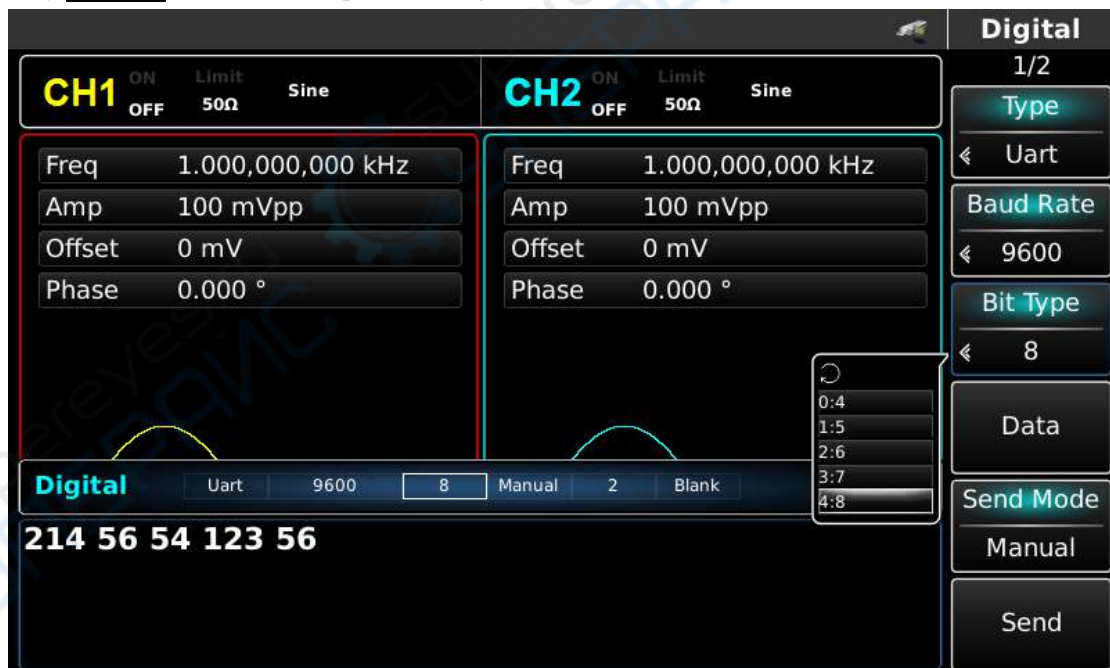 Digital
1/2
CH1 ON OFF Limit 50Ω Sine
CH2 ON OFF Limit 50Ω Sine
Type
Uart
Freq 1.000,000,000 kHz
Amp 100 mVpp
Offset 0 mV
Phase 0.000 °
Freq 1.000,000,000 kHz
Amp 100 mVpp
Offset 0 mV
Phase 0.000 °
Baud Rate
9600
Bit Type
8
0:4
1:5
2:6
3:7
4:8
Data
Digital Uart 9600 8 Manual 2 Blank
214 56 54 123 56
Send Mode
Manual
Send